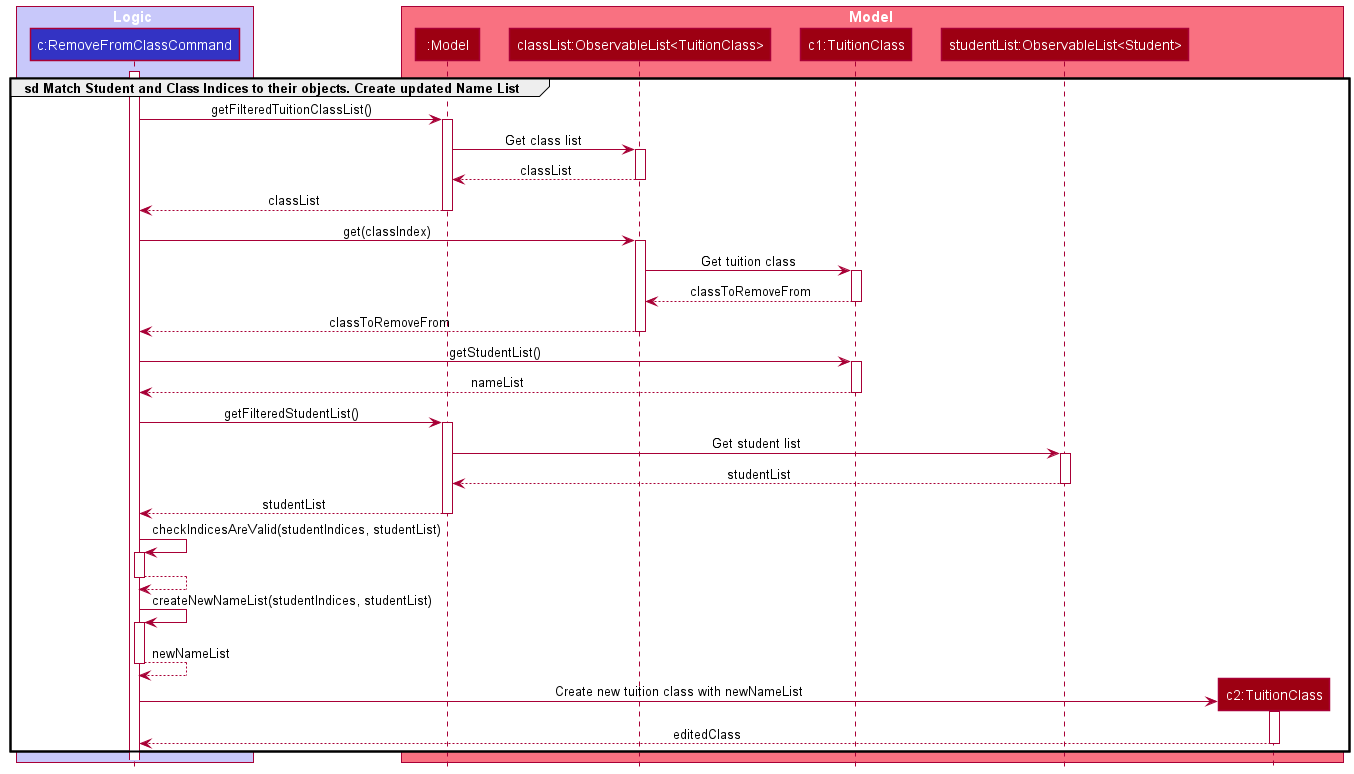 Logic
Model
c:RemoveFromClassCommand
:Model
classList:ObservableList<TuitionClass>
c1:TuitionClass
studentList:ObservableList<Student>
sd Match Student and Class Indices to their objects. Create updated Name List
getFilteredTuitionClassList()
Get class list
classList
classList
get(classIndex)
Get tuition class
classToRemoveFrom
classToRemoveFrom
getStudentList()
nameList
getFilteredStudentList()
Get student list
studentList
studentList
checkIndicesAreValid(studentIndices, studentList)
createNewNameList(studentIndices, studentList)
newNameList
Create new tuition class with newNameList
c2:TuitionClass
editedClass